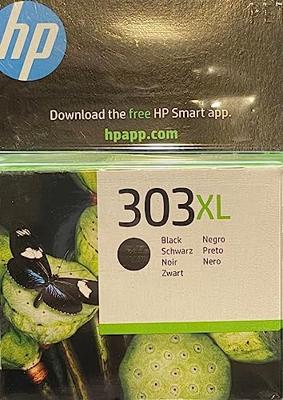 hp
Download the free HP Smart app.
hpapp.com
303XL
Black Negro
Schwarz Preto
Noir Nero
Zwart